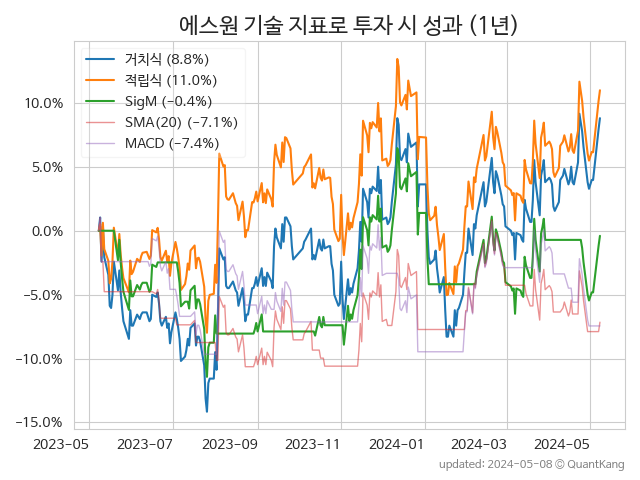 에스원 기술 지표로 투자 시 성과 (1년)
거치식 (8.8%)
적립식 (11.0%)
SigM (−0.4%)
SMA(20) (−7.1%)
MACD (−7.4%)
10.0%
5.0%
0.0%
−5.0%
−10.0%
−15.0%
2023-05 2023-07 2023-09 2023-11 2024-01 2024-03 2024-05
updated: 2024-05-08 © QuantKang